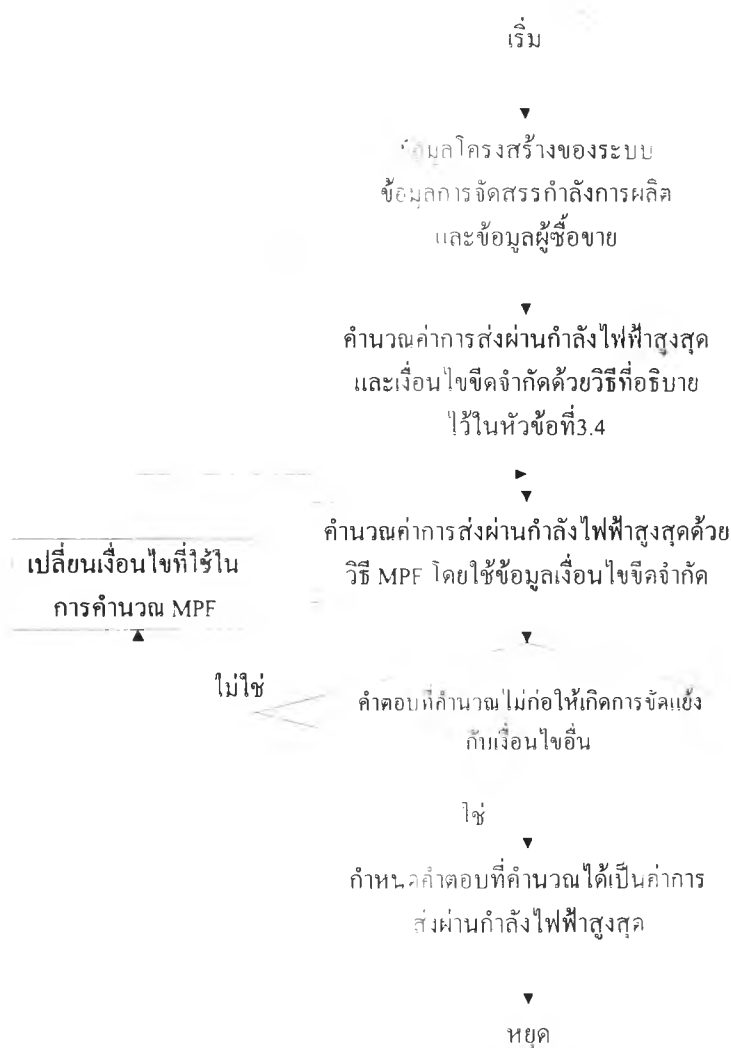 เริ่ม
ข้อมูลโครงสร้างของระบบ
ข้อมูลการจัดสรรกำลังการผลิต
และข้อมูลผู้ซื้อขาย
คำนวณค่าการส่งผ่านกำลังไฟฟ้าสูงสุด
และเงื่อนไขขีดจำกัดด้วยวิธีที่อธิบาย
ไว้ในหัวข้อที่3.4
คำนวณค่าการส่งผ่านกำลังไฟฟ้าสูงสุดด้วย
วิธี MPF โดยใช้ข้อมูลเงื่อนไขขีดจำกัด
เปลี่ยนเงื่อนไขที่ใช้ใน
การคำนวณ MPF
ไม่ใช่
คำตอบที่คำนวณไม่ก่อให้เกิดการขัดแย้ง
กับเงื่อนไขอื่น
ใช่
กำหนดคำตอบที่คำนวณได้เป็นค่าการ
ส่งผ่านกำลังไฟฟ้าสูงสุด
หยุด